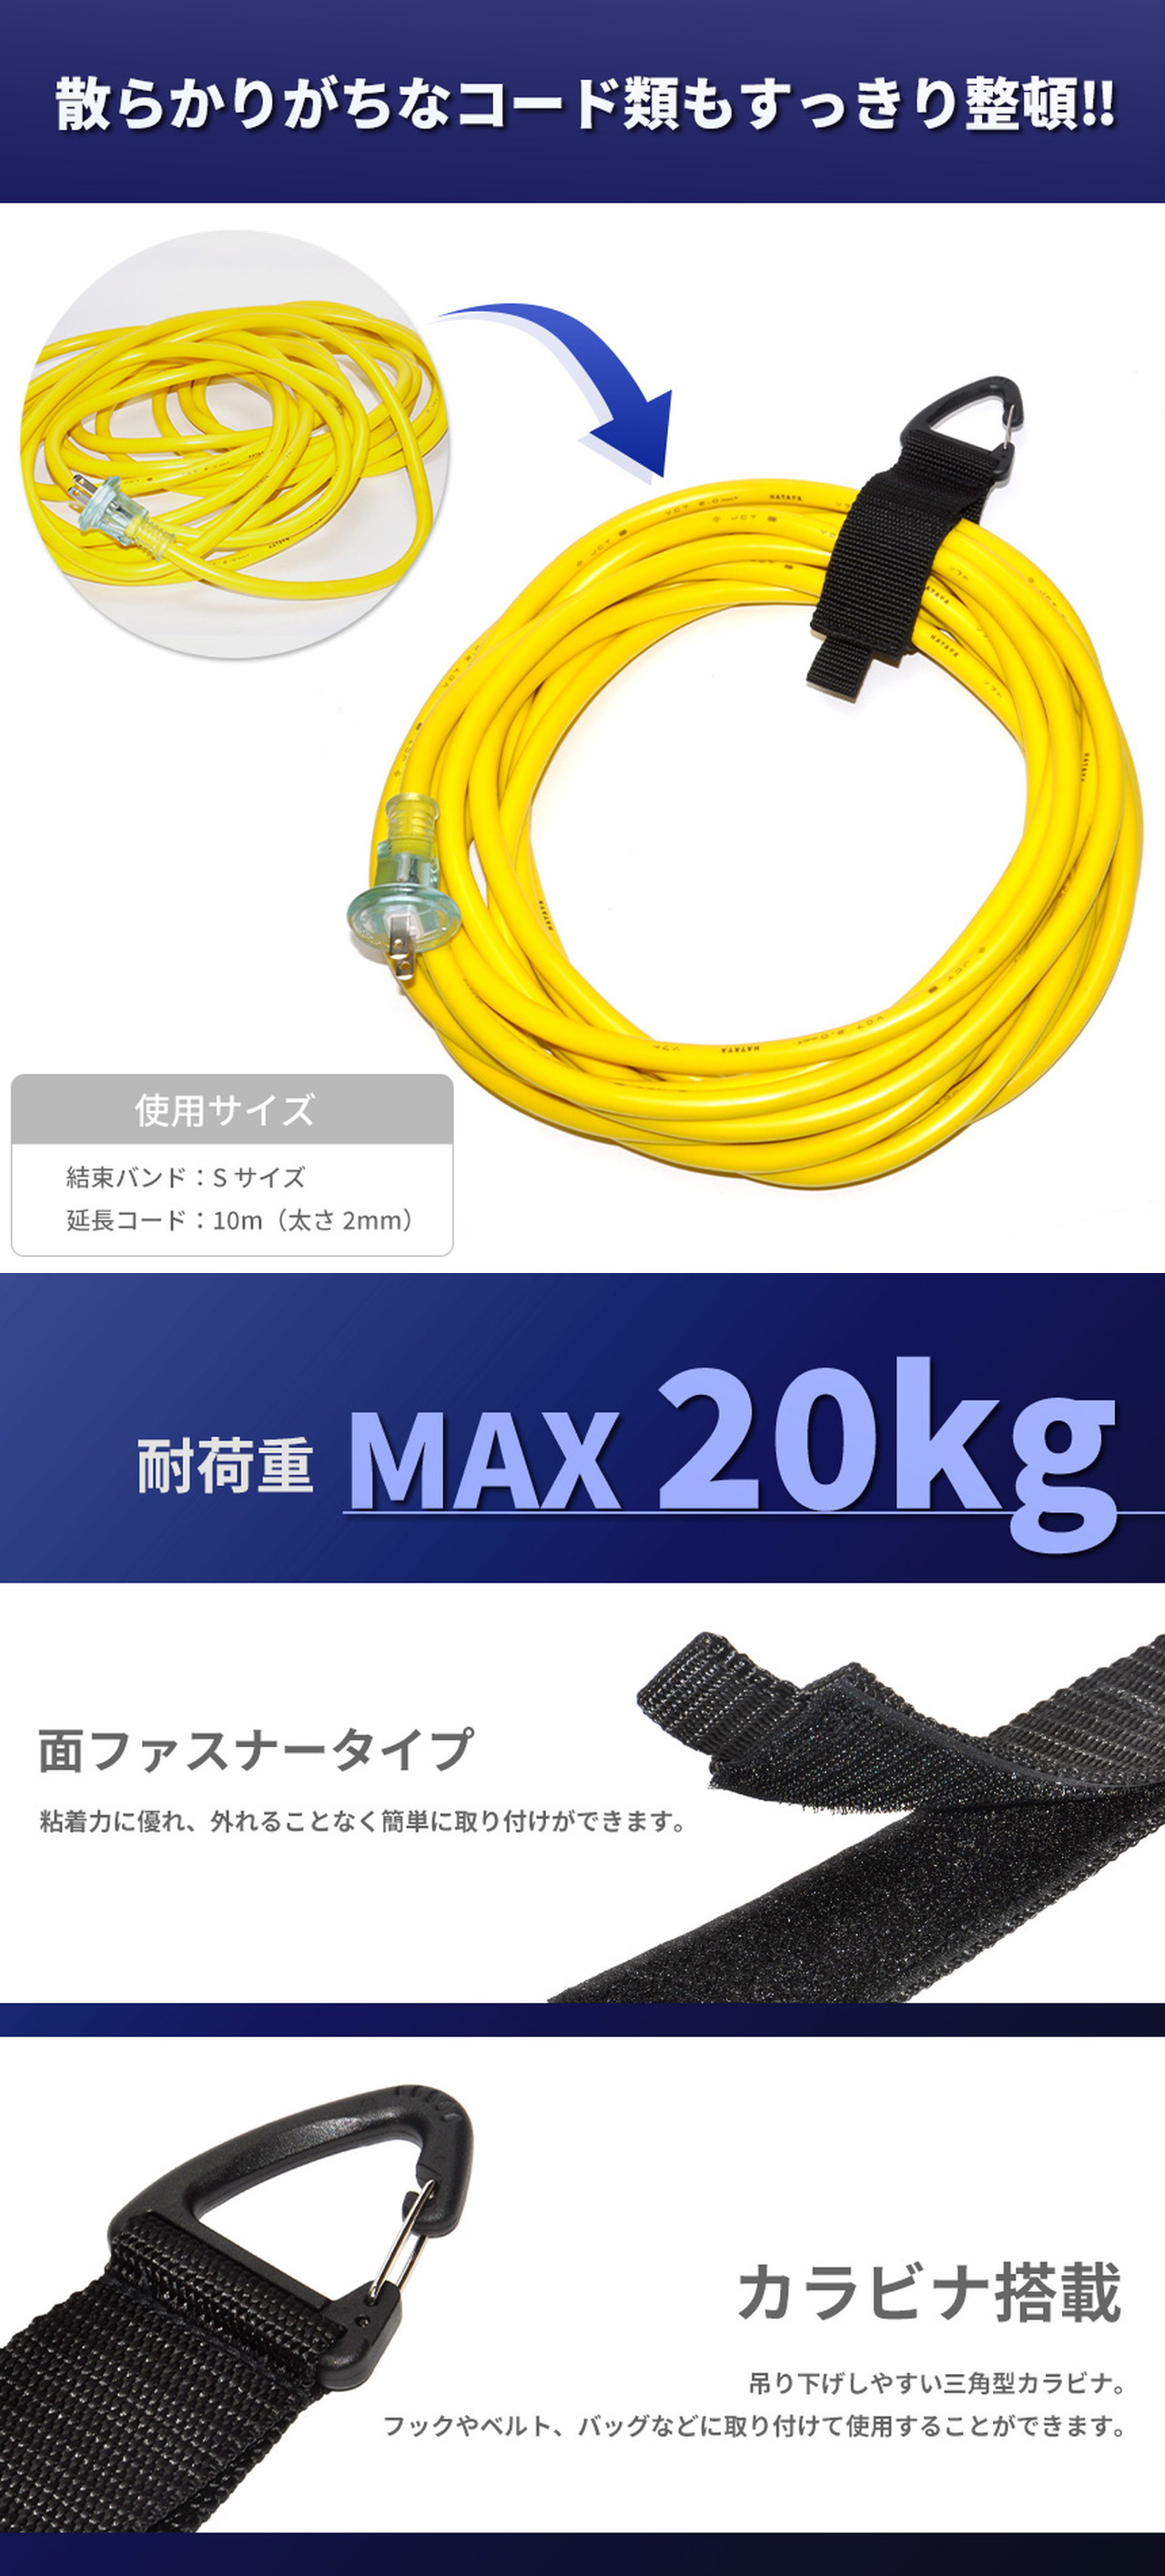 散らかりがちなコード類もすっきり整頓!!
HATAYA
使用サイズ
結束バンド：S サイズ
延長コード：10m（太さ 2mm）
耐荷重 MAX 20kg
面ファスナータイプ
粘着力に優れ、外れることなく簡単に取り付けができます。
カラビナ搭載
吊り下げしやすい三角型カラビナ。
フックやベルト、バッグなどに取り付けて使用することができます。